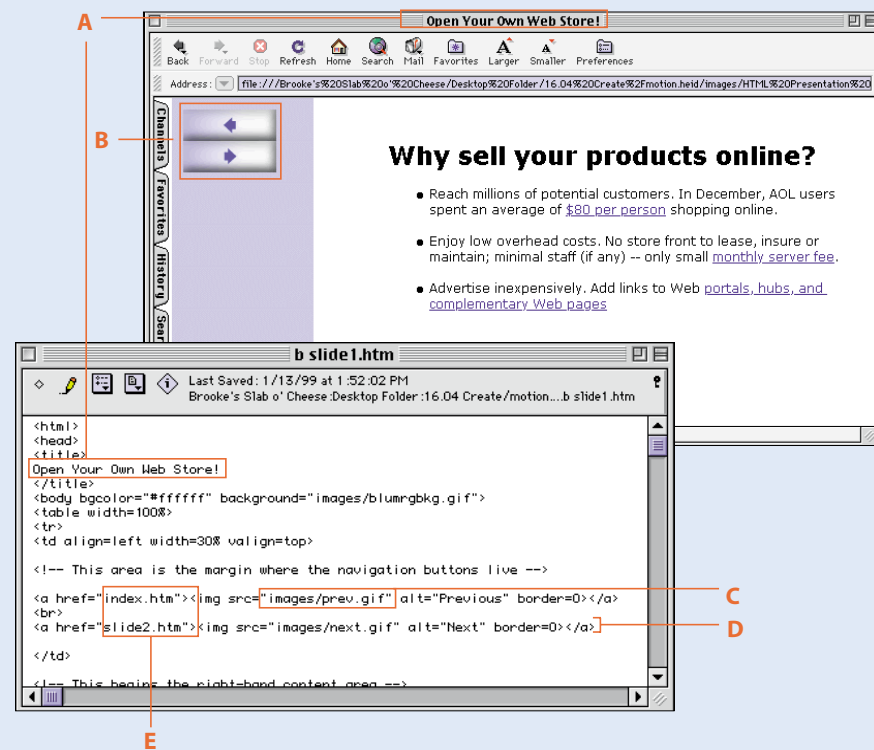 A
Open Your Own Web Store!
Back Forward Stop Refresh Home Search Mail Favorites Larger Smaller Preferences
Address: file:///Brooke's%20Slab%20o'%20Cheese/Desktop%20Folder/16.04%20Create%2Fmotion.heid/images/HTML%20Presentation%20
Channels
Favorites
History
Sear
B
Why sell your products online?
• Reach millions of potential customers. In December, AOL users
spent an average of $80 per person shopping online.
• Enjoy low overhead costs. No store front to lease, insure or
maintain; minimal staff (if any) -- only small monthly server fee.
• Advertise inexpensively. Add links to Web portals, hubs, and
complementary Web pages
b slide1.htm
Last Saved: 1/13/99 at 1:52:02 PM
Brooke's Slab o' Cheese:Desktop Folder:16.04 Create/motion....b slide1.htm
<html>
<head>
<title>
Open Your Own Web Store!
</title>
<body bgcolor="#ffffff" background="images/blumrgbkg.gif">
<table width=100%>
<tr>
<td align=left width=30% valign=top>
<!-- This area is the margin where the navigation buttons live -->
<a href="index.htm"><img src="images/prev.gif" alt="Previous" border=0></a>
<br>
<a href="slide2.htm"><img src="images/next.gif" alt="Next" border=0></a>
</td>
<!-- This begins the right-hand content area -->
C
D
E